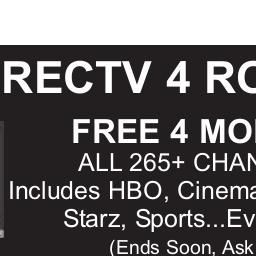 RECTV 4 RO
FREE 4 MO
ALL 265+ CHAN
Includes HBO, Cinema
Starz, Sports...Ev
(Ends Soon, Ask